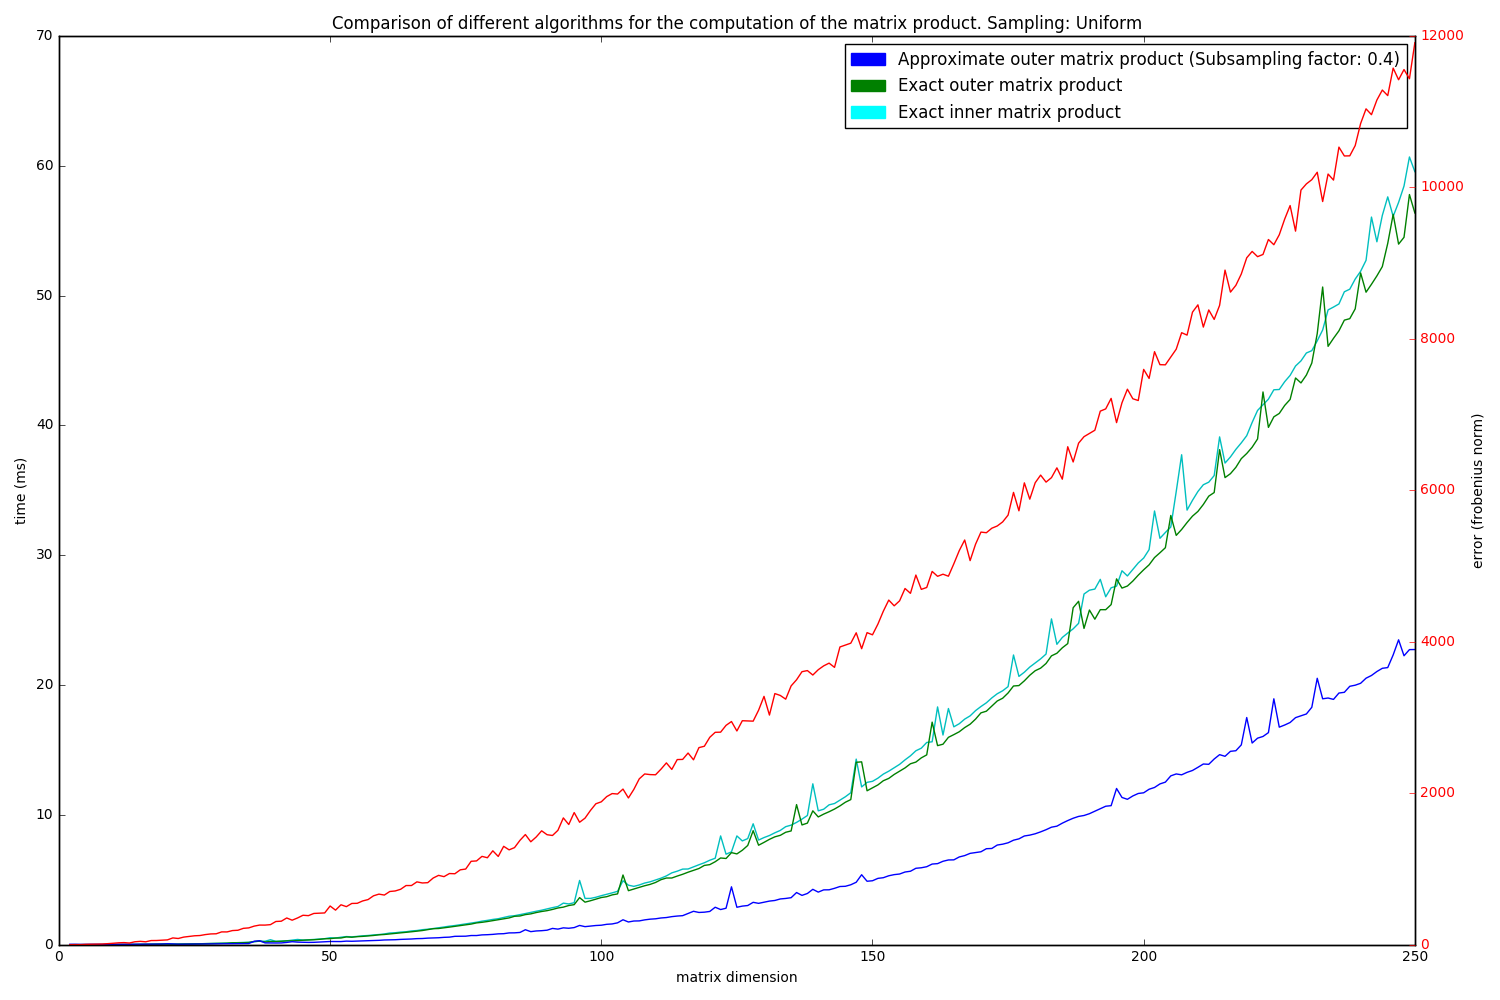 Comparison of different algorithms for the computation of the matrix product. Sampling: Uniform
Approximate outer matrix product (Subsampling factor: 0.4)
Exact outer matrix product
Exact inner matrix product
70
60
50
40
30
20
10
0
time (ms)
12000
10000
8000
6000
4000
2000
0
error (frobenius norm)
0 50 100 150 200 250
matrix dimension